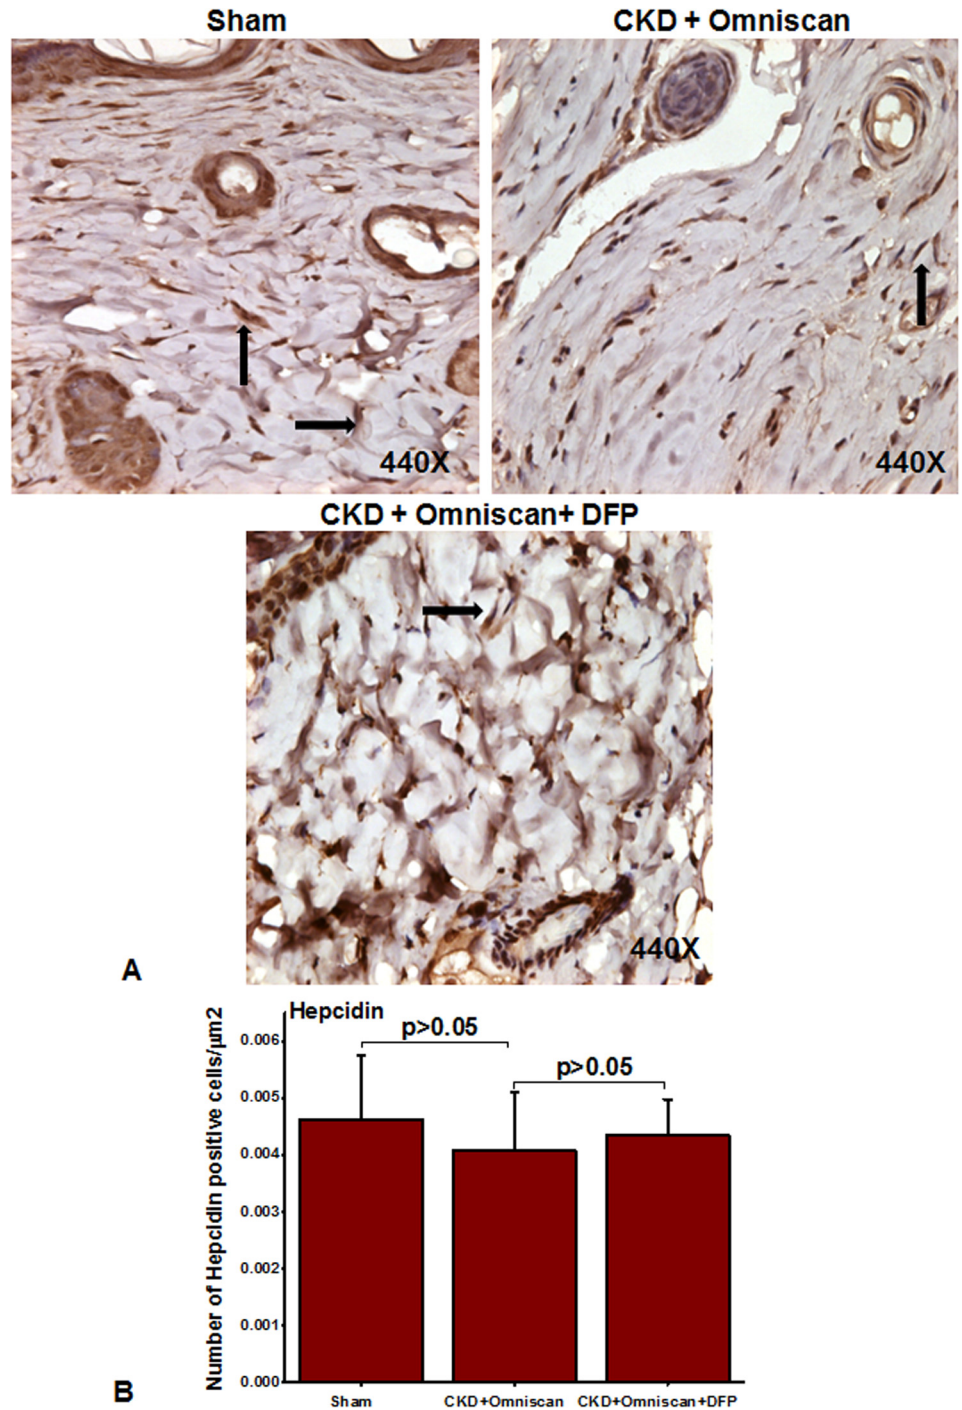 Sham
CKD + Omniscan
440X
440X
CKD + Omniscan+ DFP
440X
A
Hepcidin
p>0.05
p>0.05
Number of Hepcidin positive cells/µm2
0.006
0.005
0.004
0.003
0.002
0.001
0.000
Sham
CKD+Omniscan
CKD+Omniscan+DFP
B